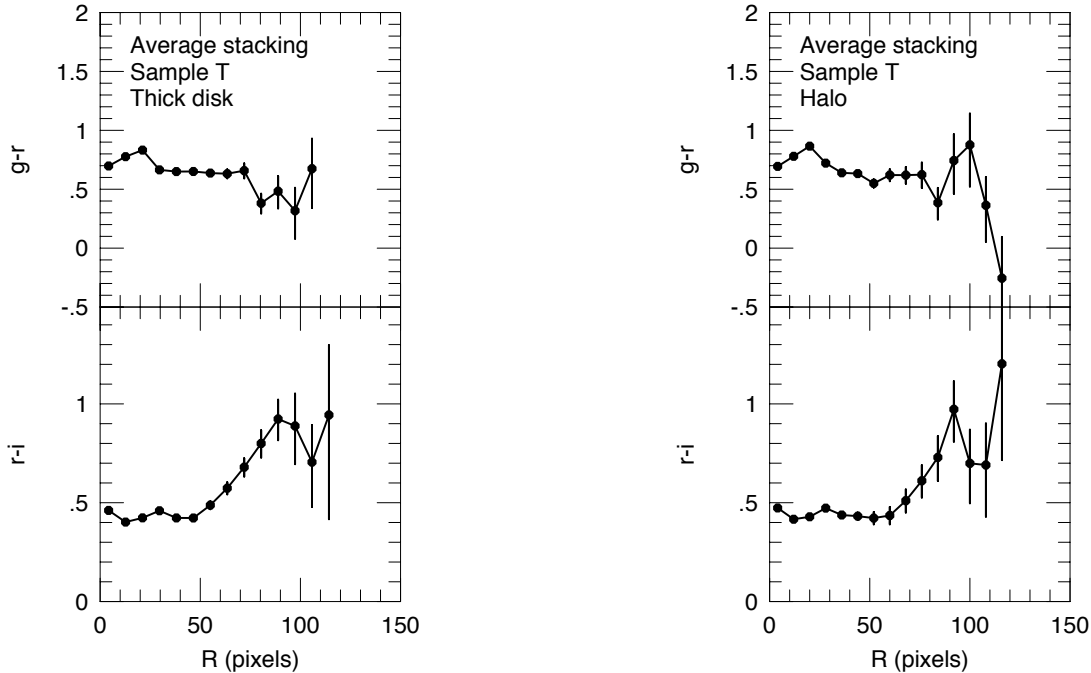 2
Average stacking
Sample T
Thick disk
1.5
1
g-r
.5
0
-.5
1
r-i
.5
0
0 50 100 150
R (pixels)
2
Average stacking
Sample T
Halo
1.5
1
g-r
.5
0
-.5
1
r-i
.5
0
0 50 100 150
R (pixels)